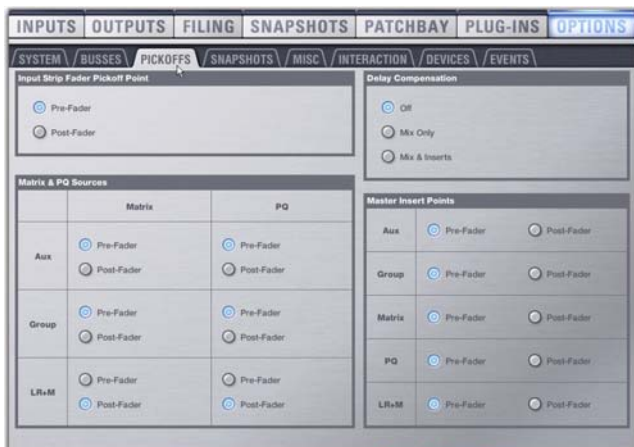 INPUTS OUTPUTS FILING SNAPSHOTS PATCHBAY PLUG-INS OPTIONS
SYSTEM BUSSES PICKOFFS SNAPSHOTS MISC INTERACTION DEVICES EVENTS
Input Strip Fader Pickoff Point
Pre-Fader
Post-Fader
Delay Compensation
Off
Mix Only
Mix & Inserts
Matrix & PQ Sources
Matrix PQ
Aux
Pre-Fader Pre-Fader
Post-Fader Post-Fader
Group
Pre-Fader Pre-Fader
Post-Fader Post-Fader
LR+M
Pre-Fader Pre-Fader
Post-Fader Post-Fader
Master Insert Points
Aux Pre-Fader Post-Fader
Group Pre-Fader Post-Fader
Matrix Pre-Fader Post-Fader
PQ Pre-Fader Post-Fader
LR+M Pre-Fader Post-Fader